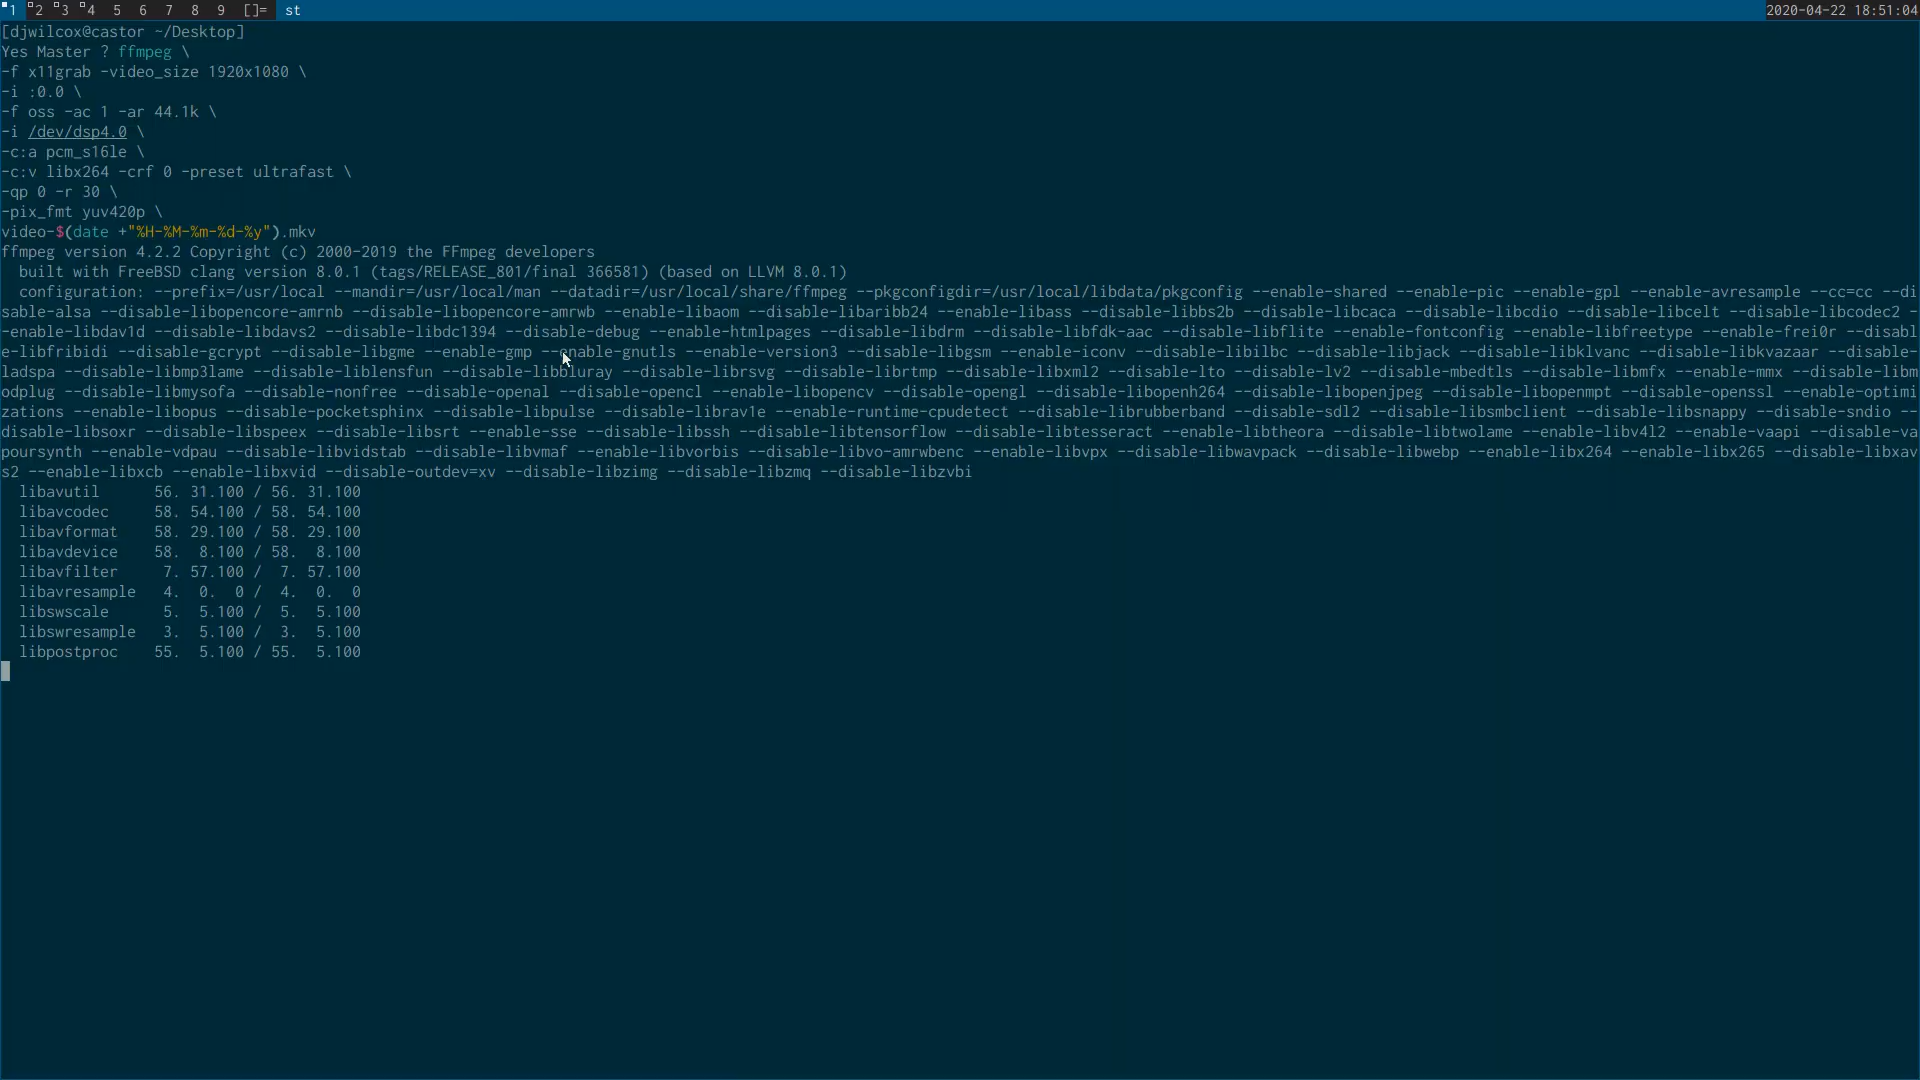 1 2 3 4 5 6 7 8 9 []= st 2020-04-22 18:51:04
[djwilcox@castor ~/Desktop]
Yes Master ? ffmpeg \
-f x11grab -video_size 1920x1080 \
-i :0.0 \
-f oss -ac 1 -ar 44.1k \
-i /dev/dsp4.0 \
-c:a pcm_s16le \
-c:v libx264 -crf 0 -preset ultrafast \
-qp 0 -r 30 \
-pix_fmt yuv420p \
video-$(date +"%H-%M-%m-%d-%y").mkv
ffmpeg version 4.2.2 Copyright (c) 2000-2019 the FFmpeg developers
  built with FreeBSD clang version 8.0.1 (tags/RELEASE_801/final 366581) (based on LLVM 8.0.1)
  configuration: --prefix=/usr/local --mandir=/usr/local/man --datadir=/usr/local/share/ffmpeg --pkgconfigdir=/usr/local/libdata/pkgconfig --enable-shared --enable-pic --enable-gpl --enable-avresample --cc=cc --di
sable-alsa --disable-libopencore-amrnb --disable-libopencore-amrwb --enable-libaom --disable-libaribb24 --enable-libass --disable-libbs2b --disable-libcaca --disable-libcdio --disable-libcelt --disable-libcodec2 -
-enable-libdav1d --disable-libdavs2 --disable-libdc1394 --disable-debug --enable-htmlpages --disable-libdrm --disable-libfdk-aac --disable-libflite --enable-fontconfig --enable-libfreetype --enable-frei0r --disabl
e-libfribidi --disable-gcrypt --disable-libgme --enable-gmp --enable-gnutls --enable-version3 --disable-libgsm --enable-iconv --disable-libilbc --disable-libjack --disable-libklvanc --disable-libkvazaar --disable-
ladspa --disable-libmp3lame --disable-liblensfun --disable-libbluray --disable-librsvg --disable-librtmp --disable-libxml2 --disable-lto --disable-lv2 --disable-mbedtls --disable-libmfx --enable-mmx --disable-libm
odplug --disable-libmysofa --disable-nonfree --disable-openal --disable-opencl --enable-libopencv --disable-opengl --disable-libopenh264 --disable-libopenjpeg --disable-libopenmpt --disable-openssl --enable-optimi
zations --enable-libopus --disable-pocketsphinx --disable-libpulse --disable-librav1e --enable-runtime-cpudetect --disable-librubberband --disable-sdl2 --disable-libsmbclient --disable-libsnappy --disable-sndio --
disable-libsoxr --disable-libspeex --disable-libsrt --enable-sse --disable-libssh --disable-libtensorflow --disable-libtesseract --enable-libtheora --disable-libtwolame --enable-libv4l2 --enable-vaapi --disable-va
poursynth --enable-vdpau --disable-libvidstab --disable-libvmaf --enable-libvorbis --disable-libvo-amrwbenc --enable-libvpx --disable-libwavpack --disable-libwebp --enable-libx264 --enable-libx265 --disable-libxav
s2 --enable-libxcb --enable-libxvid --disable-outdev=xv --disable-libzimg --disable-libzmq --disable-libzvbi
  libavutil      56. 31.100 / 56. 31.100
  libavcodec     58. 54.100 / 58. 54.100
  libavformat    58. 29.100 / 58. 29.100
  libavdevice    58.  8.100 / 58.  8.100
  libavfilter     7. 57.100 /  7. 57.100
  libavresample   4.  0.  0 /  4.  0.  0
  libswscale      5.  5.100 /  5.  5.100
  libswresample   3.  5.100 /  3.  5.100
  libpostproc    55.  5.100 / 55.  5.100